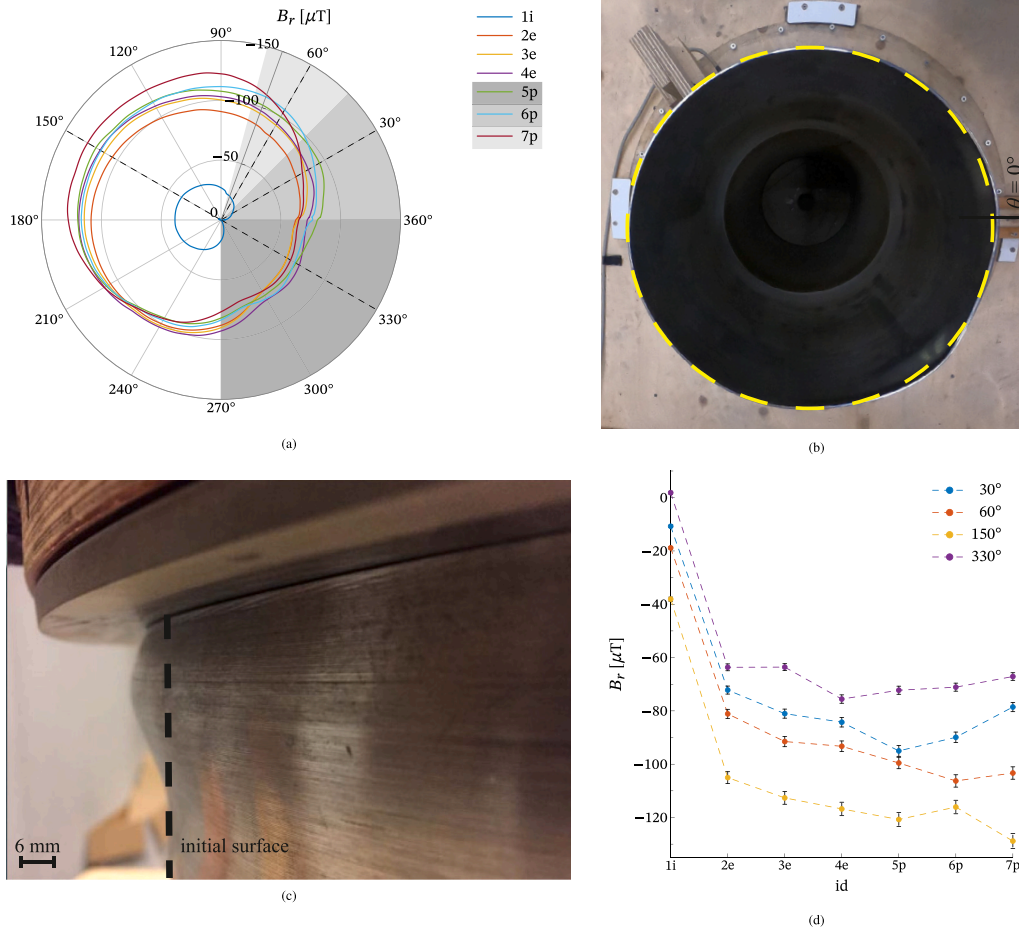 B_r [μT]
90°
−150
60°
120°
−100
150°
30°
−50
180°
0
360°
210°
330°
240°
300°
270°
1i
2e
3e
4e
5p
6p
7p
(a)
θ = 0°
(b)
initial surface
6 mm
(c)
0
−20
−40
−60
−80
−100
−120
B_r [μT]
30°
60°
150°
330°
1i
2e
3e
4e
5p
6p
7p
id
(d)